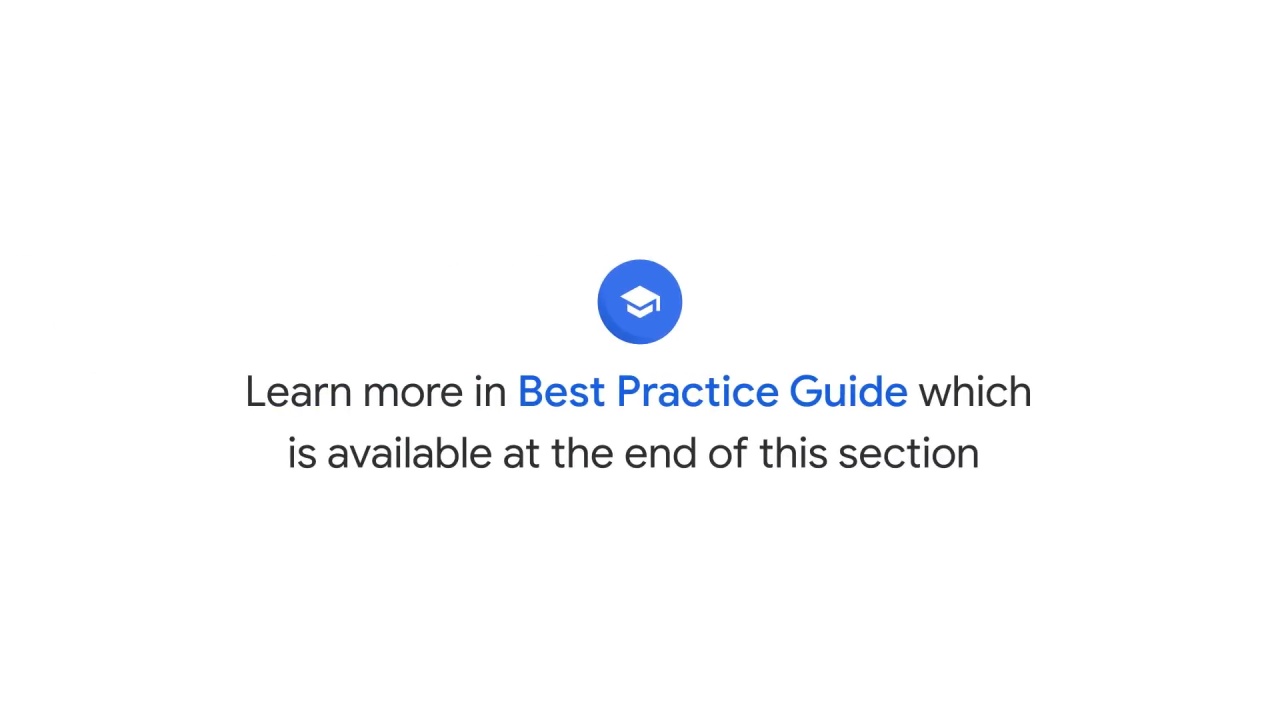 Learn more in Best Practice Guide which
is available at the end of this section